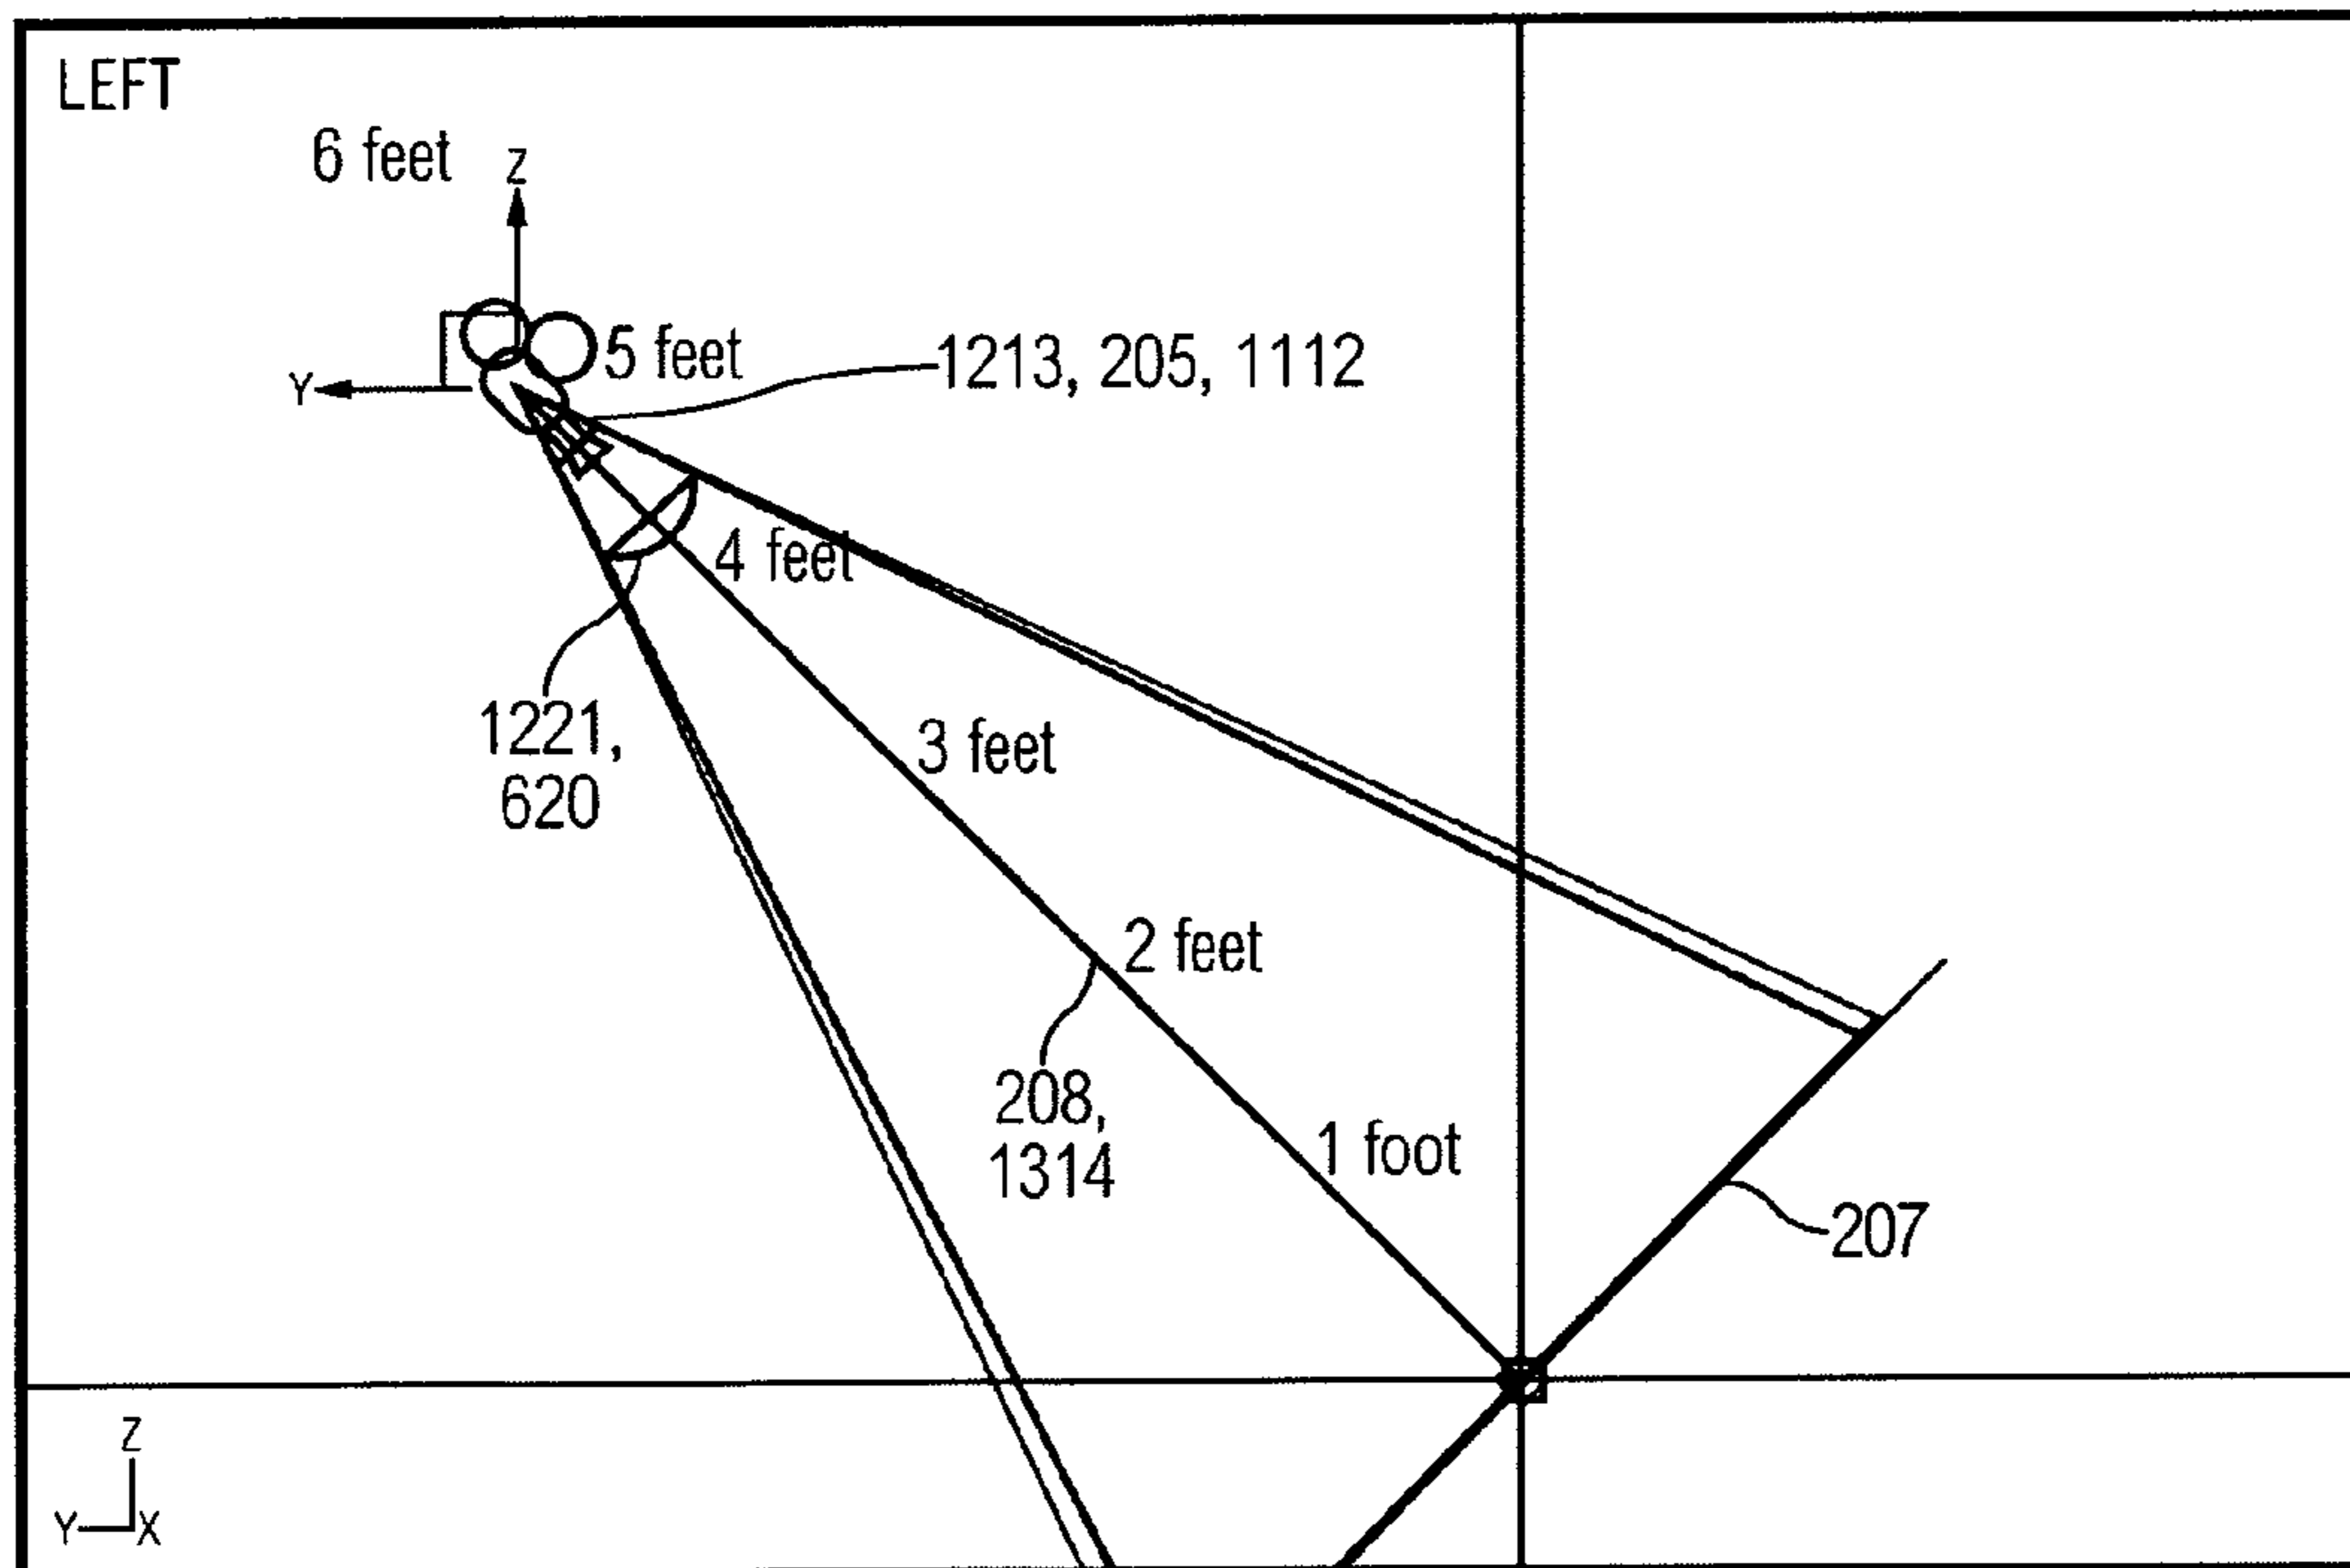 LEFT
6 feet
Z
Y
5 feet
1213, 205, 1112
4 feet
1221,
620
3 feet
2 feet
208,
1314
1 foot
207
Z
Y
X